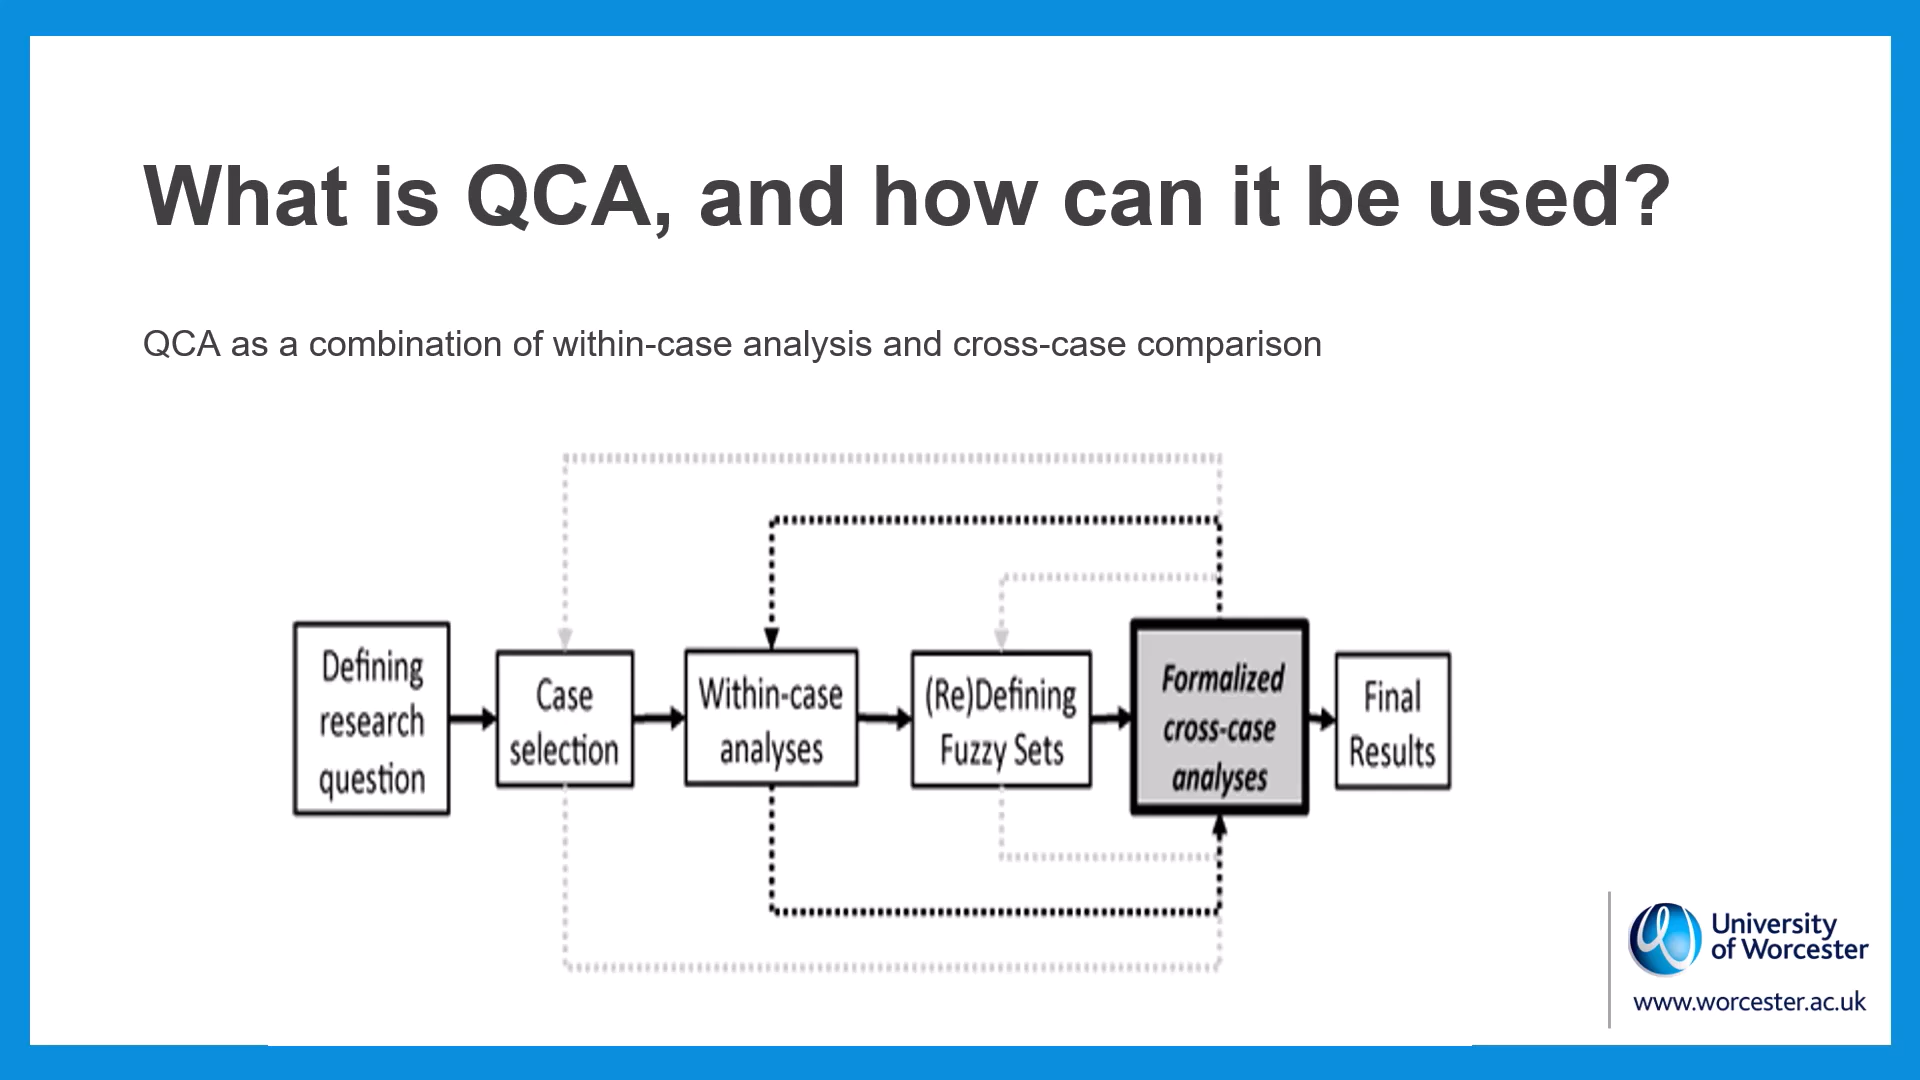 What is QCA, and how can it be used?
QCA as a combination of within-case analysis and cross-case comparison
Defining
research
question
Case
selection
Within-case
analyses
(Re)Defining
Fuzzy Sets
Formalized
cross-case
analyses
Final
Results
University
of Worcester
www.worcester.ac.uk